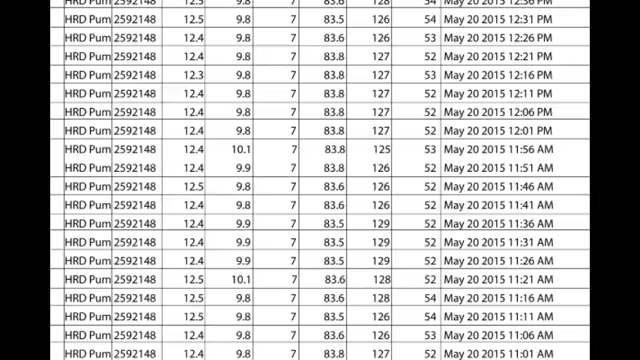 HRD Pum 2592148 12.5 9.8 7 83.6 128 54 May 20 2015 12:36 PM
HRD Pum 2592148 12.5 9.8 7 83.5 126 54 May 20 2015 12:31 PM
HRD Pum 2592148 12.4 9.8 7 83.6 126 53 May 20 2015 12:26 PM
HRD Pum 2592148 12.4 9.8 7 83.8 127 53 May 20 2015 12:21 PM
HRD Pum 2592148 12.3 9.8 7 83.8 127 53 May 20 2015 12:16 PM
HRD Pum 2592148 12.4 9.8 7 83.8 127 52 May 20 2015 12:11 PM
HRD Pum 2592148 12.4 9.8 7 83.8 127 52 May 20 2015 12:06 PM
HRD Pum 2592148 12.4 9.8 7 83.8 127 52 May 20 2015 12:01 PM
HRD Pum 2592148 12.4 10.1 7 83.8 125 53 May 20 2015 11:56 AM
HRD Pum 2592148 12.4 9.9 7 83.8 126 52 May 20 2015 11:51 AM
HRD Pum 2592148 12.5 9.8 7 83.6 126 52 May 20 2015 11:46 AM
HRD Pum 2592148 12.4 9.8 7 83.6 126 52 May 20 2015 11:41 AM
HRD Pum 2592148 12.4 9.9 7 83.5 129 52 May 20 2015 11:36 AM
HRD Pum 2592148 12.4 9.9 7 83.5 129 52 May 20 2015 11:31 AM
HRD Pum 2592148 12.4 9.9 7 83.5 129 52 May 20 2015 11:26 AM
HRD Pum 2592148 12.5 10.1 7 83.6 128 52 May 20 2015 11:21 AM
HRD Pum 2592148 12.5 9.8 7 83.6 128 54 May 20 2015 11:16 AM
HRD Pum 2592148 12.5 9.8 7 83.5 126 54 May 20 2015 11:11 AM
HRD Pum 2592148 12.4 9.8 7 83.6 126 53 May 20 2015 11:06 AM
HRD Pum 2592148 12.4 9.8 7 83.8 127 52 May 20 2015 11:01 AM